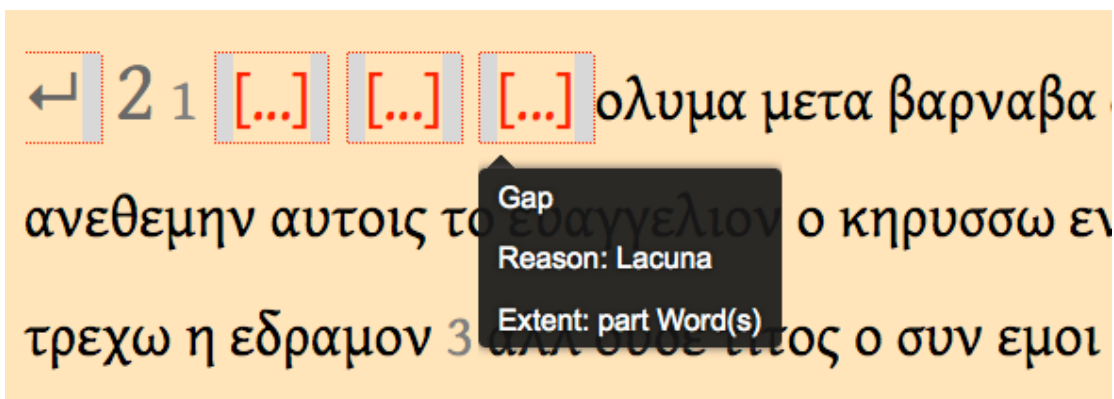 ↵ 2 1 [...] [...] [...]ολυμα μετα βαρναβα
ανεθεμην αυτοις το ευαγγελιον ο κηρυσσω εν
τρεχω η εδραμον 3 αλλ ουδε τιτος ο συν εμοι
Gap
Reason: Lacuna
Extent: part Word(s)